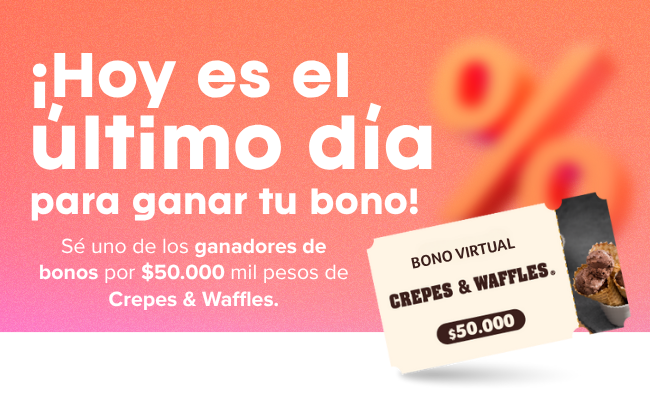 ¡Hoy es el
último día
para ganar tu bono!
Sé uno de los ganadores de
bonos por $50.000 mil pesos de
Crepes & Waffles.
BONO VIRTUAL
CREPES & WAFFLES®
$50.000
%